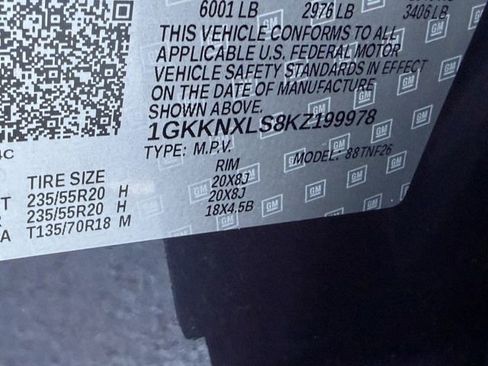 6001 LB 2976 LB 3406 LB
THIS VEHICLE CONFORMS TO ALL
APPLICABLE U.S. FEDERAL MOTOR
VEHICLE SAFETY STANDARDS IN EFFECT
ON THE DATE OF MANUFACTURE
SHOWN ABOVE.
1GKKNXLS8KZ199978
TYPE: M.P.V. MODEL: 88TNF26
TIRE SIZE RIM
T 235/55R20 H 20X8J
235/55R20 H 20X8J
A T135/70R18 M 18X4.5B
GM